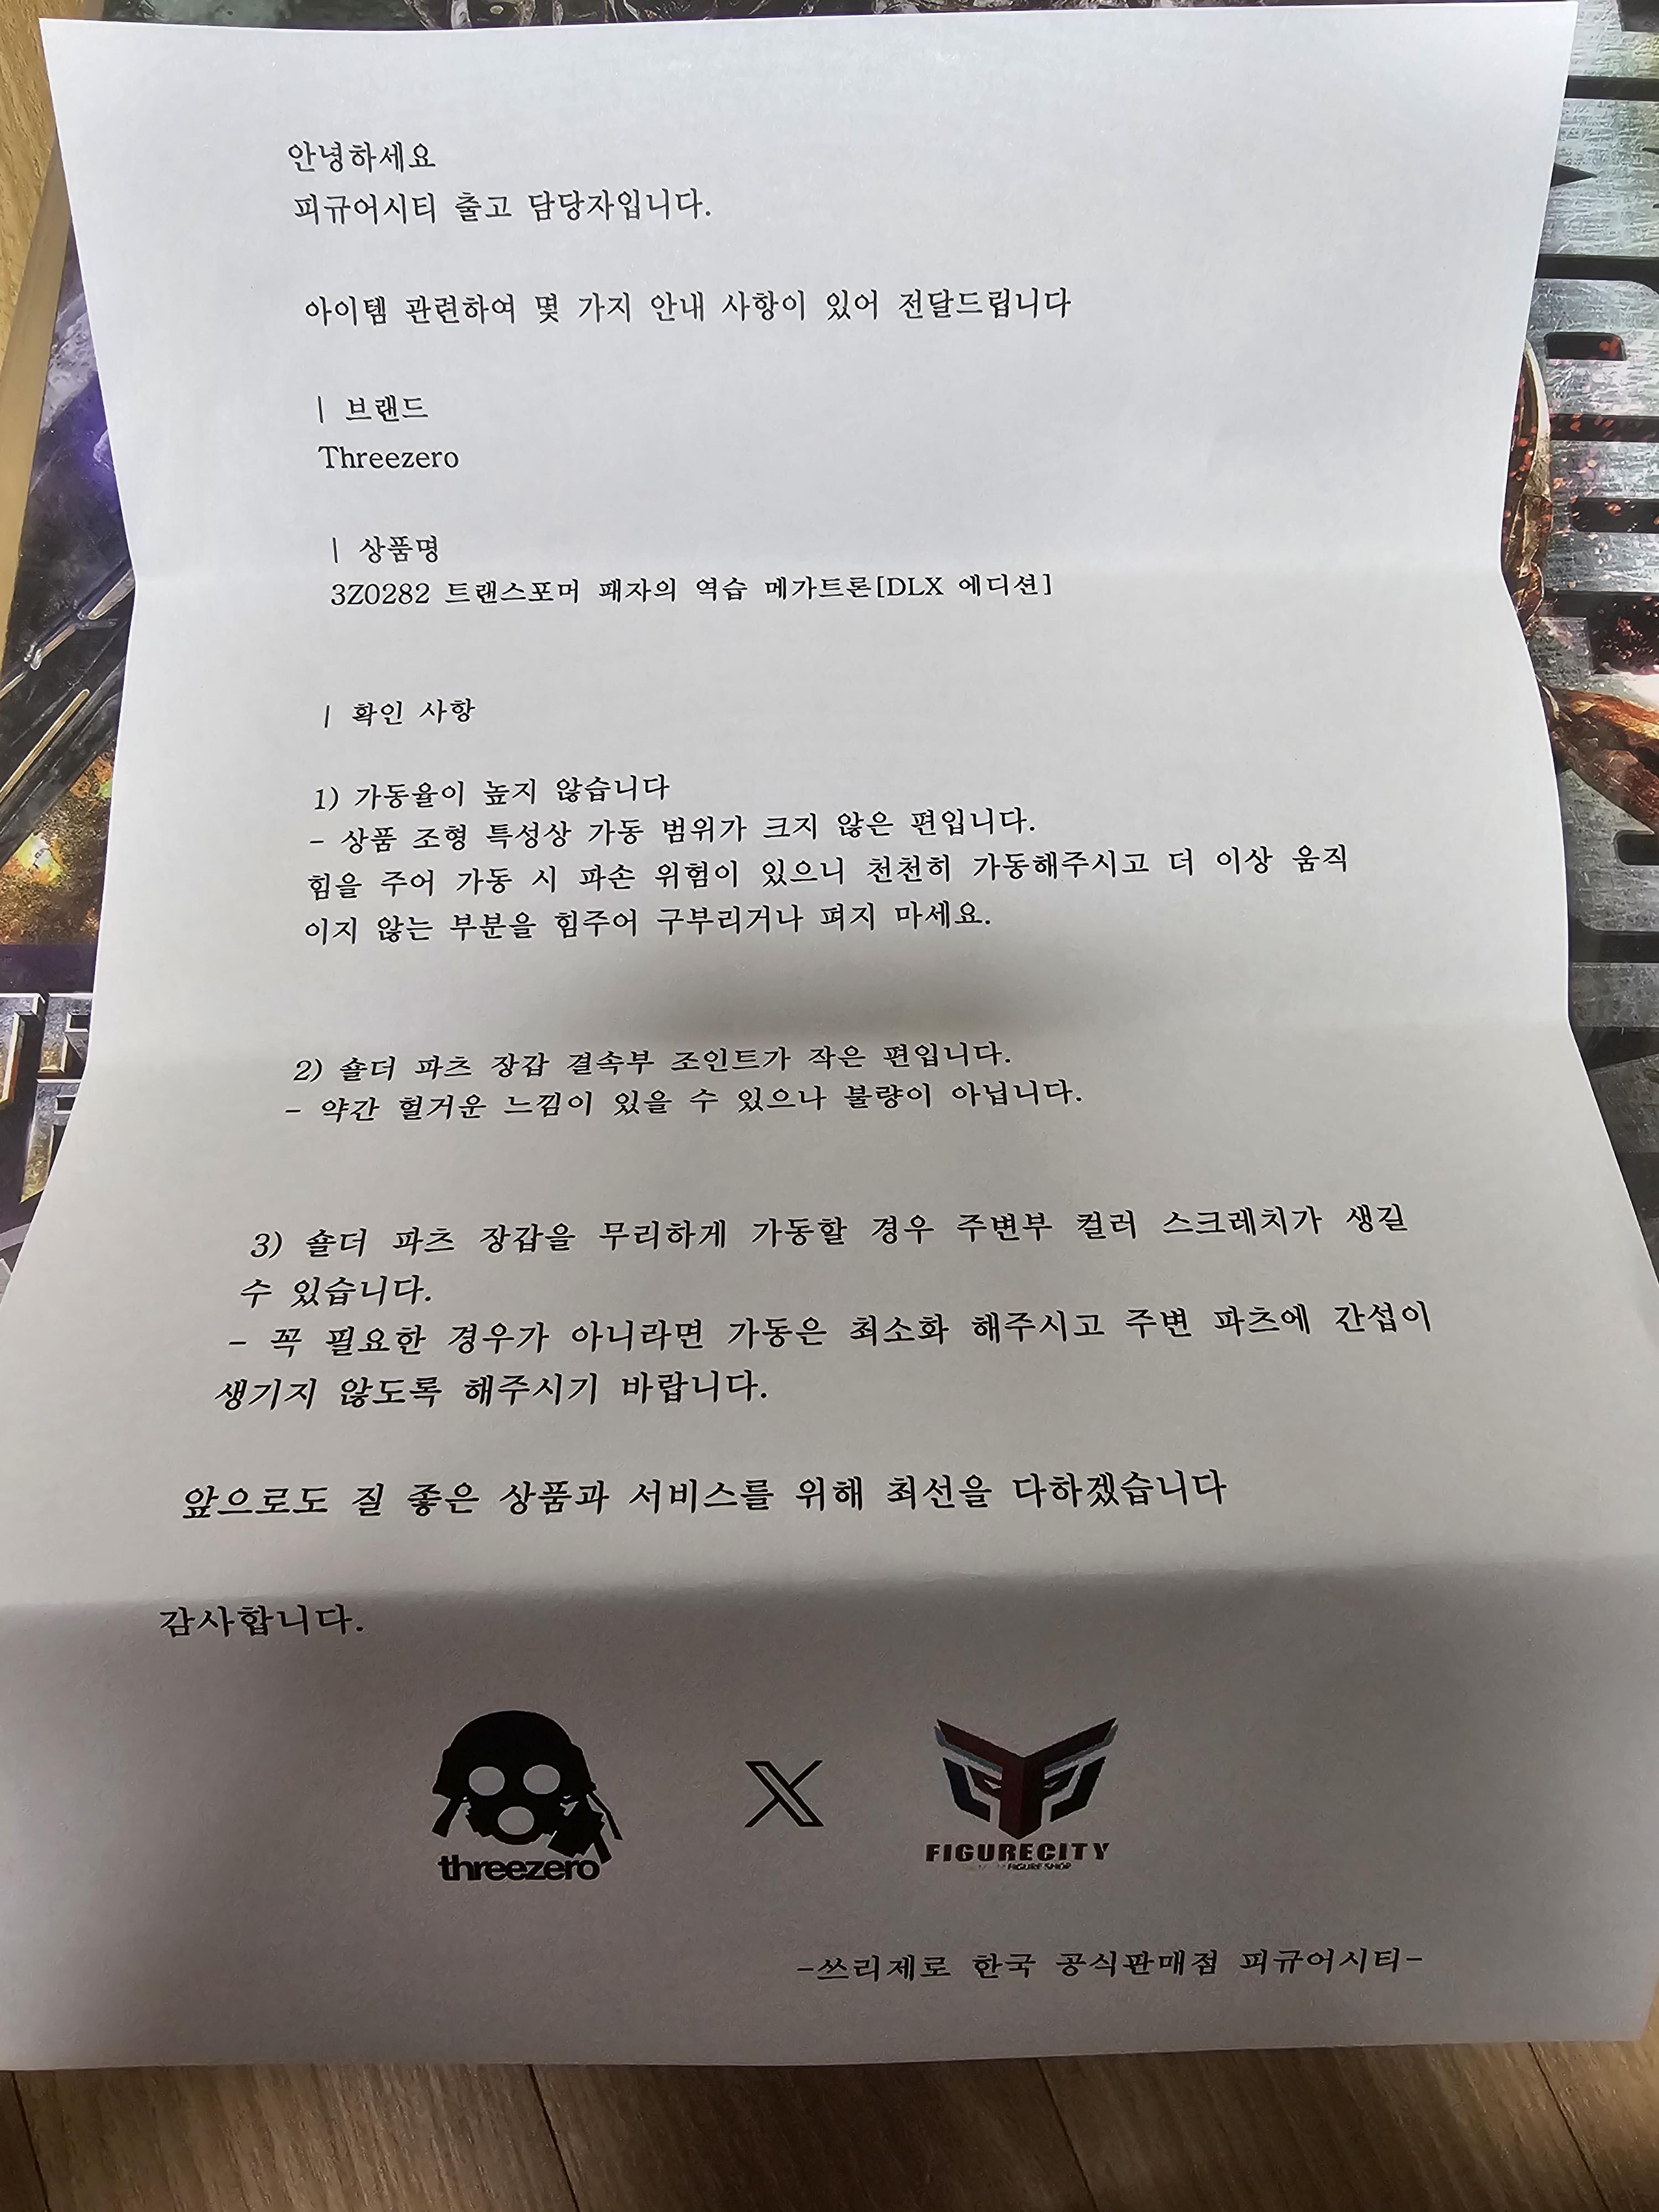 안녕하세요
피규어시티 출고 담당자입니다.
아이템 관련하여 몇 가지 안내 사항이 있어 전달드립니다
| 브랜드
Threezero
| 상품명
3Z0282 트랜스포머 패자의 역습 메가트론[DLX 에디션]
| 확인 사항
1) 가동율이 높지 않습니다
- 상품 조형 특성상 가동 범위가 크지 않은 편입니다.
힘을 주어 가동 시 파손 위험이 있으니 천천히 가동해주시고 더 이상 움직
이지 않는 부분을 힘주어 구부리거나 펴지 마세요.
2) 숄더 파츠 장갑 결속부 조인트가 작은 편입니다.
- 약간 헐거운 느낌이 있을 수 있으나 불량이 아닙니다.
3) 숄더 파츠 장갑을 무리하게 가동할 경우 주변부 컬러 스크레치가 생길
수 있습니다.
- 꼭 필요한 경우가 아니라면 가동은 최소화 해주시고 주변 파츠에 간섭이
생기지 않도록 해주시기 바랍니다.
앞으로도 질 좋은 상품과 서비스를 위해 최선을 다하겠습니다
감사합니다.
threezero X FIGURECITY
FIGURE SHOP
-쓰리제로 한국 공식판매점 피규어시티-